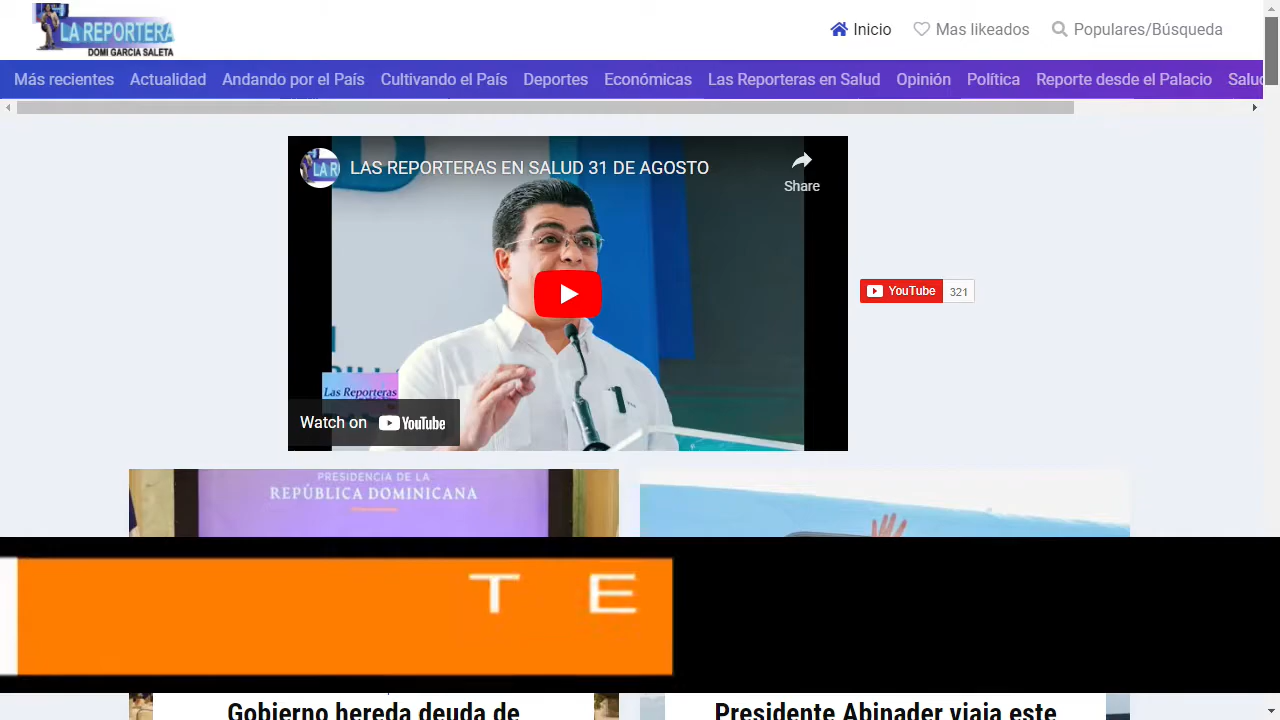 LA REPORTERA
DOMI GARCIA SALETA
Inicio
Mas likeados
Populares/Búsqueda
Más recientes
Actualidad
Andando por el País
Cultivando el País
Deportes
Económicas
Las Reporteras en Salud
Opinión
Política
Reporte desde el Palacio
LA R
LAS REPORTERAS EN SALUD 31 DE AGOSTO
Share
Las Reporteras
Watch on YouTube
YouTube 321
PRESIDENCIA DE LA
REPÚBLICA DOMINICANA
T E
Gobierno hereda deuda de
Presidente Abinader viaja este